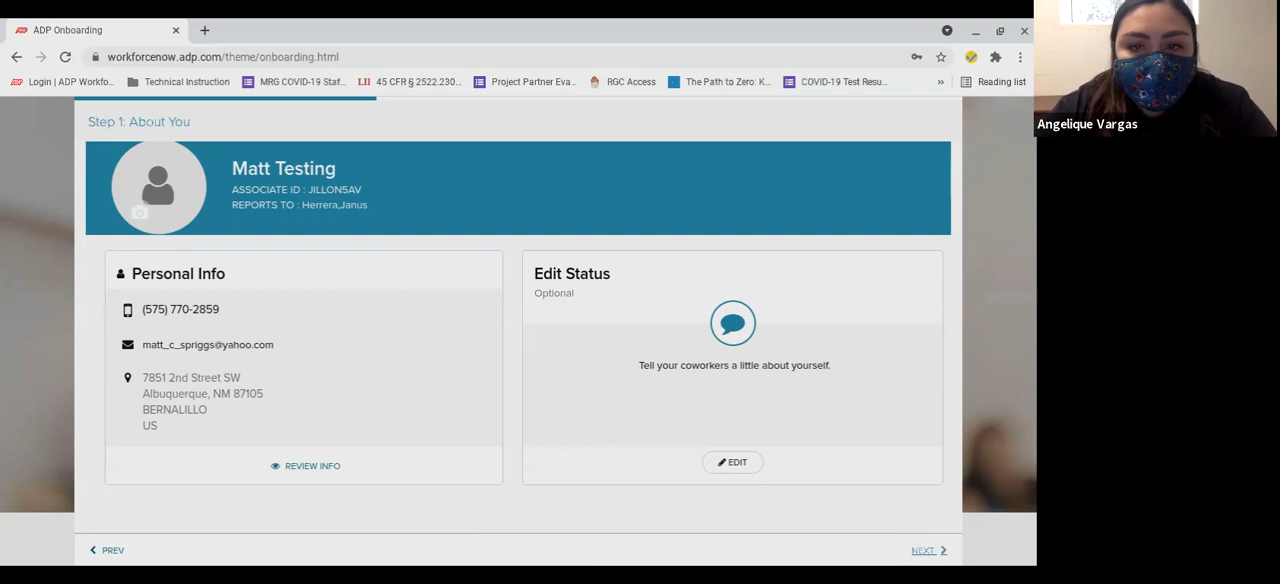 ADP ADP Onboarding
workforcenow.adp.com/theme/onboarding.html
ADP Login | ADP Workfo... Technical Instruction MRG COVID-19 Staf... LII 45 CFR § 2522.230... Project Partner Eva... RGC Access The Path to Zero: K... COVID-19 Test Resu... » Reading list
Angelique Vargas
Step 1: About You
Matt Testing
ASSOCIATE ID : JILLON5AV
REPORTS TO : Herrera,Janus
Personal Info
(575) 770-2859
matt_c_spriggs@yahoo.com
7851 2nd Street SW
Albuquerque, NM 87105
BERNALILLO
US
REVIEW INFO
Edit Status
Optional
Tell your coworkers a little about yourself.
EDIT
PREV
NEXT